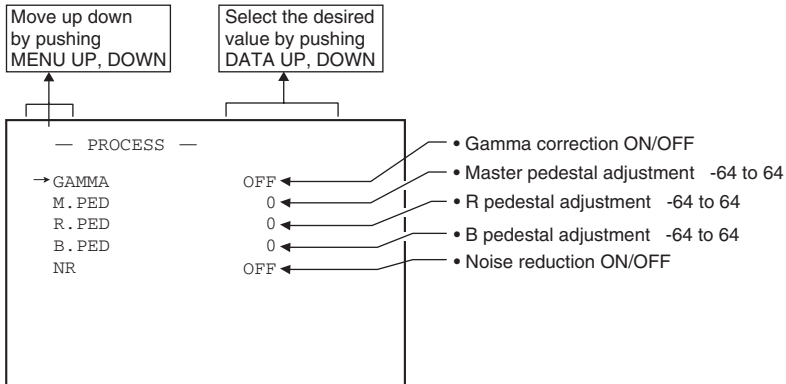 Move up down
by pushing
MENU UP, DOWN
Select the desired
value by pushing
DATA UP, DOWN
— PROCESS —
→GAMMA OFF
M.PED 0
R.PED 0
B.PED 0
NR OFF
• Gamma correction ON/OFF
• Master pedestal adjustment -64 to 64
• R pedestal adjustment -64 to 64
• B pedestal adjustment -64 to 64
• Noise reduction ON/OFF